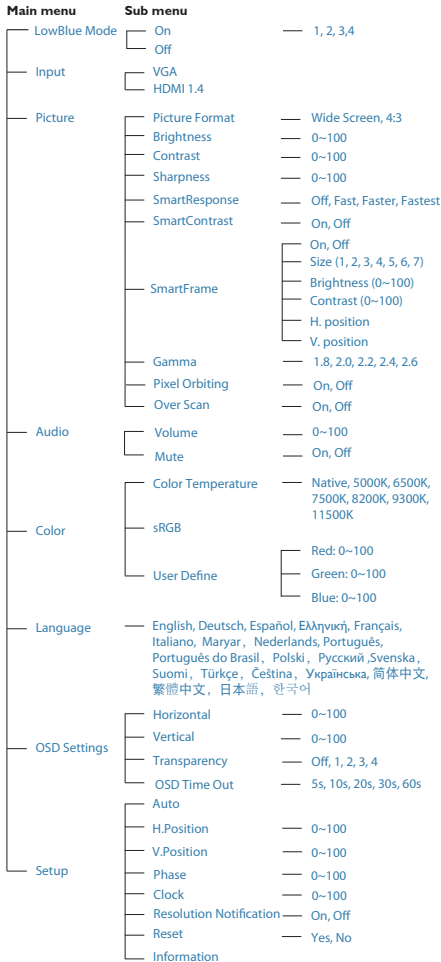 Main menu Sub menu
LowBlue Mode On 1, 2, 3,4
Off
Input VGA
HDMI 1.4
Picture Picture Format Wide Screen, 4:3
Brightness 0~100
Contrast 0~100
Sharpness 0~100
SmartResponse Off, Fast, Faster, Fastest
SmartContrast On, Off
On, Off
Size (1, 2, 3, 4, 5, 6, 7)
SmartFrame Brightness (0~100)
Contrast (0~100)
H. position
V. position
Gamma 1.8, 2.0, 2.2, 2.4, 2.6
Pixel Orbiting On, Off
Over Scan On, Off
Audio Volume 0~100
Mute On, Off
Color Temperature Native, 5000K, 6500K,
7500K, 8200K, 9300K,
11500K
Color sRGB
Red: 0~100
User Define Green: 0~100
Blue: 0~100
Language English, Deutsch, Español, Ελληνική, Français,
Italiano, Maryar, Nederlands, Português,
Português do Brasil, Polski, Русский ,Svenska,
Suomi, Türkçe, Čeština, Українська, 简体中文,
繁體中文, 日本語, 한국어
Horizontal 0~100
Vertical 0~100
OSD Settings Transparency Off, 1, 2, 3, 4
OSD Time Out 5s, 10s, 20s, 30s, 60s
Auto
H.Position 0~100
V.Position 0~100
Setup Phase 0~100
Clock 0~100
Resolution Notification On, Off
Reset Yes, No
Information